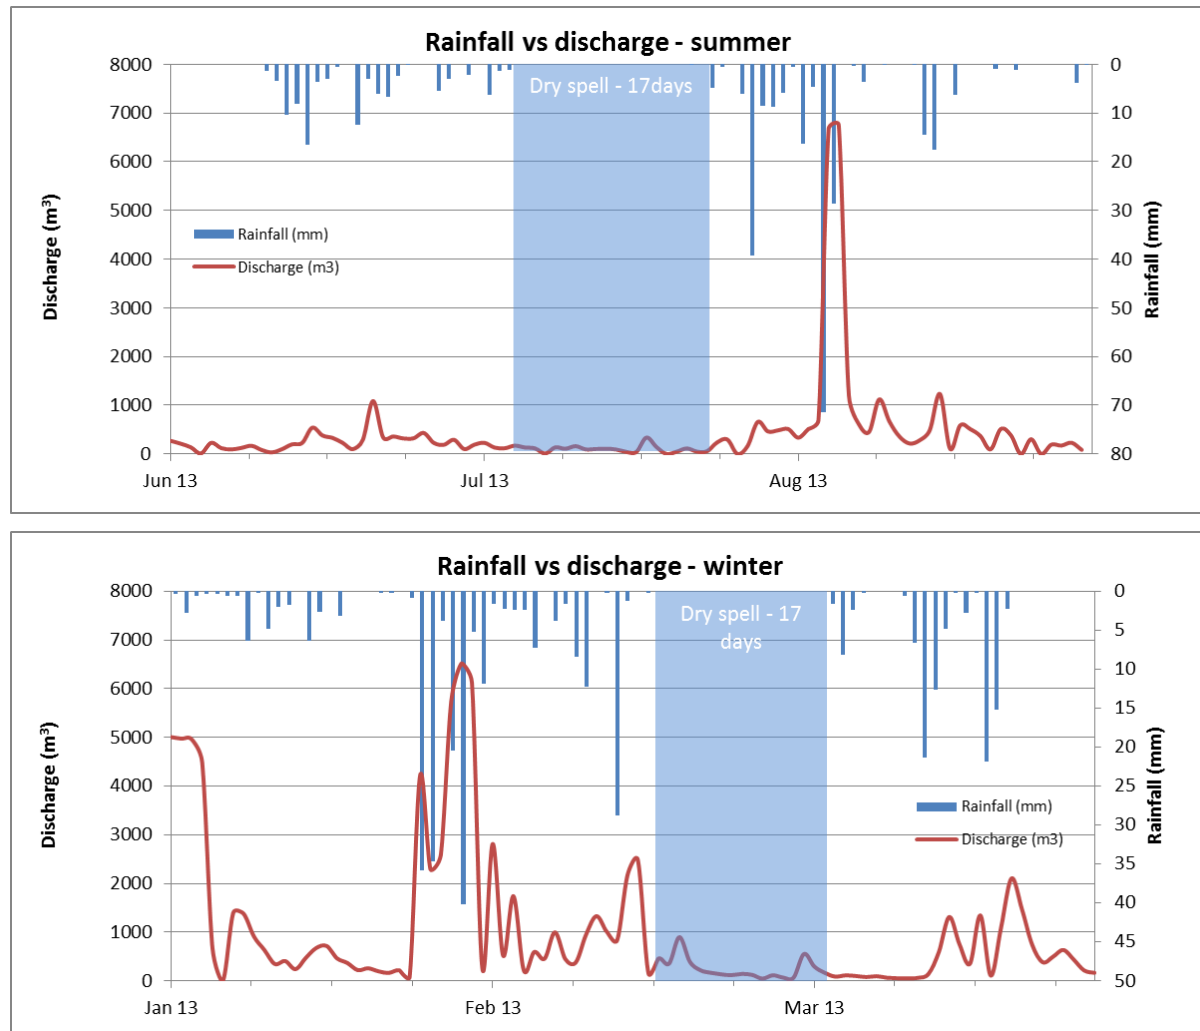 Rainfall vs discharge - summer
8000
7000
6000
5000
4000
3000
2000
1000
0
Discharge (m³)
Dry spell - 17days
Rainfall (mm)
Discharge (m3)
0
10
20
30
40
50
60
70
80
Rainfall (mm)
Jun 13
Jul 13
Aug 13
Rainfall vs discharge - winter
8000
7000
6000
5000
4000
3000
2000
1000
0
Discharge (m³)
Dry spell - 17
days
Rainfall (mm)
Discharge (m3)
0
5
10
15
20
25
30
35
40
45
50
Rainfall (mm)
Jan 13
Feb 13
Mar 13